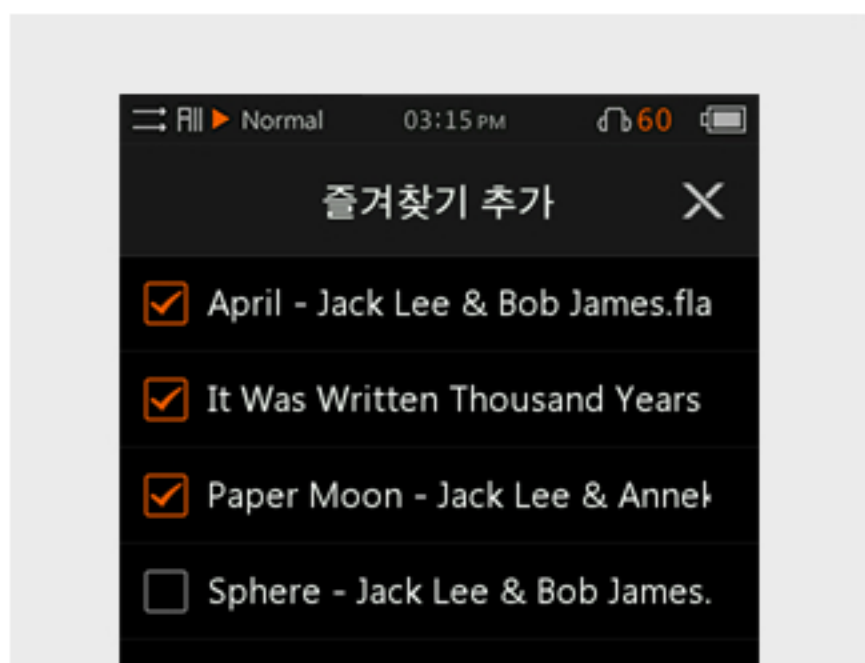 All Normal 03:15 PM 60
즐겨찾기 추가
April - Jack Lee & Bob James.fla
It Was Written Thousand Years
Paper Moon - Jack Lee & Annek
Sphere - Jack Lee & Bob James.